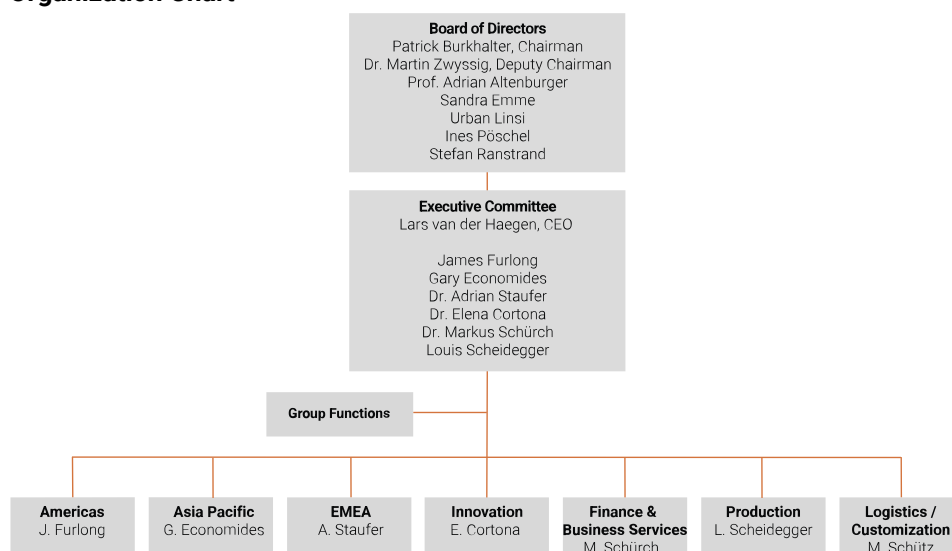 Organization Chart
Board of Directors
Patrick Burkhalter, Chairman
Dr. Martin Zwyssig, Deputy Chairman
Prof. Adrian Altenburger
Sandra Emme
Urban Linsi
Ines Pöschel
Stefan Ranstrand
Executive Committee
Lars van der Haegen, CEO
James Furlong
Gary Economides
Dr. Adrian Staufer
Dr. Elena Cortona
Dr. Markus Schürch
Louis Scheidegger
Group Functions
Americas
J. Furlong
Asia Pacific
G. Economides
EMEA
A. Staufer
Innovation
E. Cortona
Finance &
Business Services
M. Schürch
Production
L. Scheidegger
Logistics /
Customization
M. Schütz